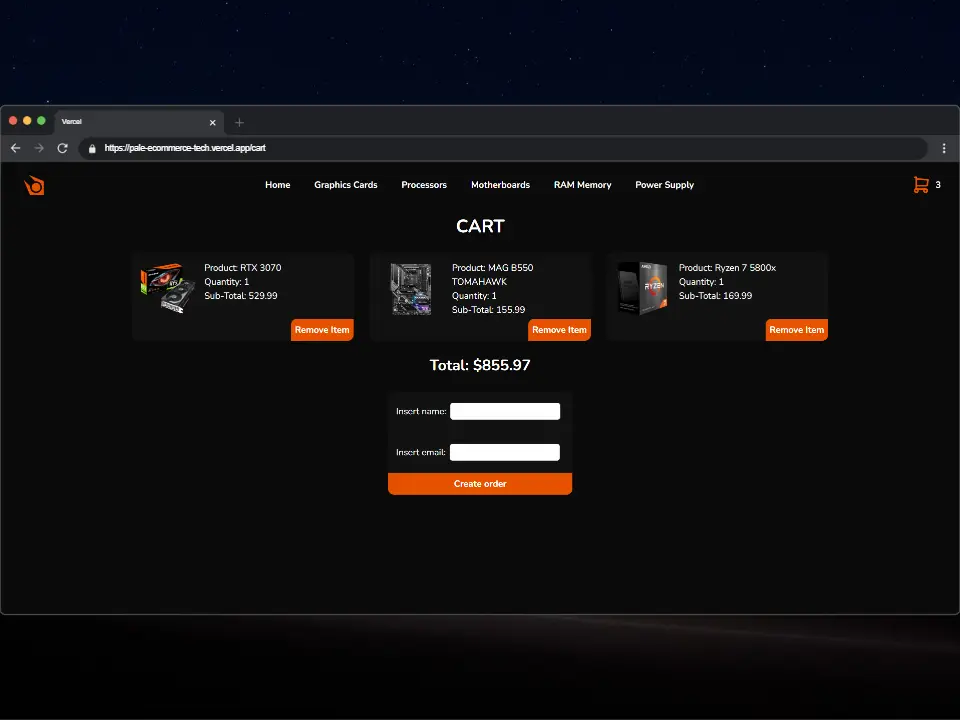 Vercel
https://pale-ecommerce-tech.vercel.app/cart
Home Graphics Cards Processors Motherboards RAM Memory Power Supply 3
CART
Product: RTX 3070
Quantity: 1
Sub-Total: 529.99
Remove Item
Product: MAG B550
TOMAHAWK
Quantity: 1
Sub-Total: 155.99
Remove Item
Product: Ryzen 7 5800x
Quantity: 1
Sub-Total: 169.99
Remove Item
RYZEN
Total: $855.97
Insert name:
Insert email:
Create order